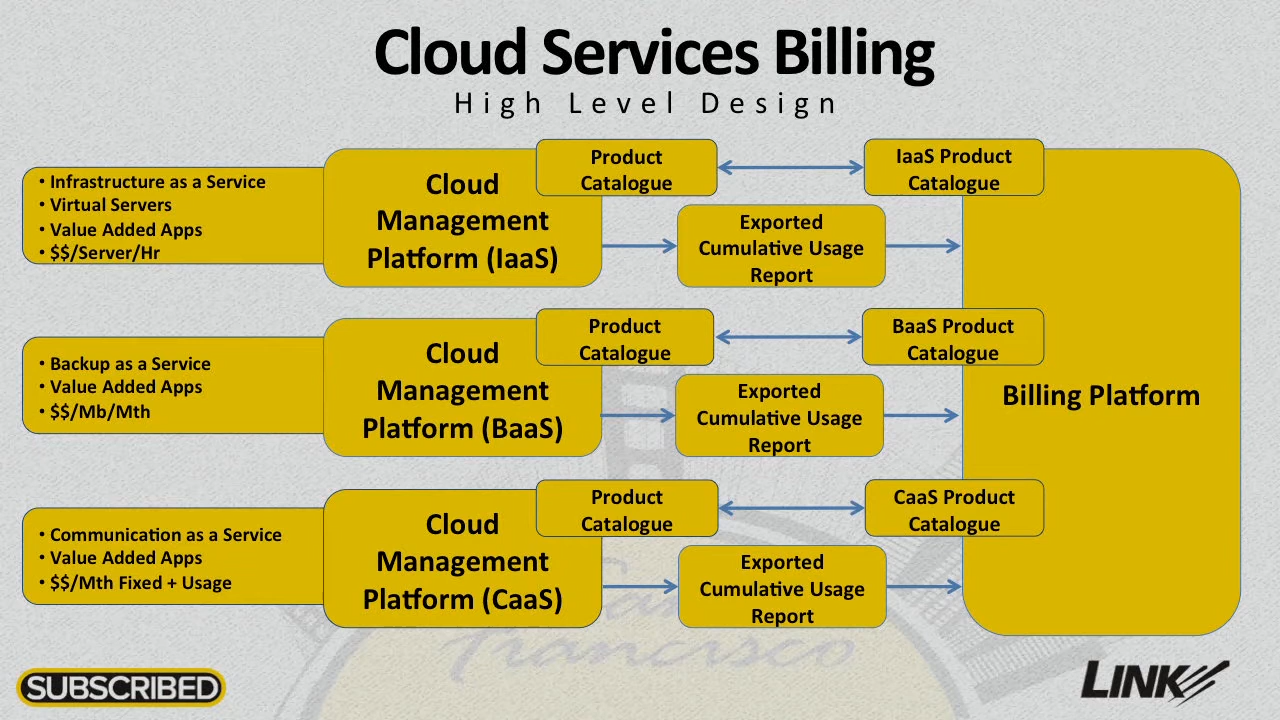 Cloud Services Billing
High Level Design
• Infrastructure as a Service
• Virtual Servers
• Value Added Apps
• $$/Server/Hr
Cloud
Management
Platform (IaaS)
Product
Catalogue
IaaS Product
Catalogue
Exported
Cumulative Usage
Report
• Backup as a Service
• Value Added Apps
• $$/Mb/Mth
Cloud
Management
Platform (BaaS)
Product
Catalogue
BaaS Product
Catalogue
Exported
Cumulative Usage
Report
Billing Platform
• Communication as a Service
• Value Added Apps
• $$/Mth Fixed + Usage
Cloud
Management
Platform (CaaS)
Product
Catalogue
CaaS Product
Catalogue
Exported
Cumulative Usage
Report
San
Francisco
SUBSCRIBED
LINK